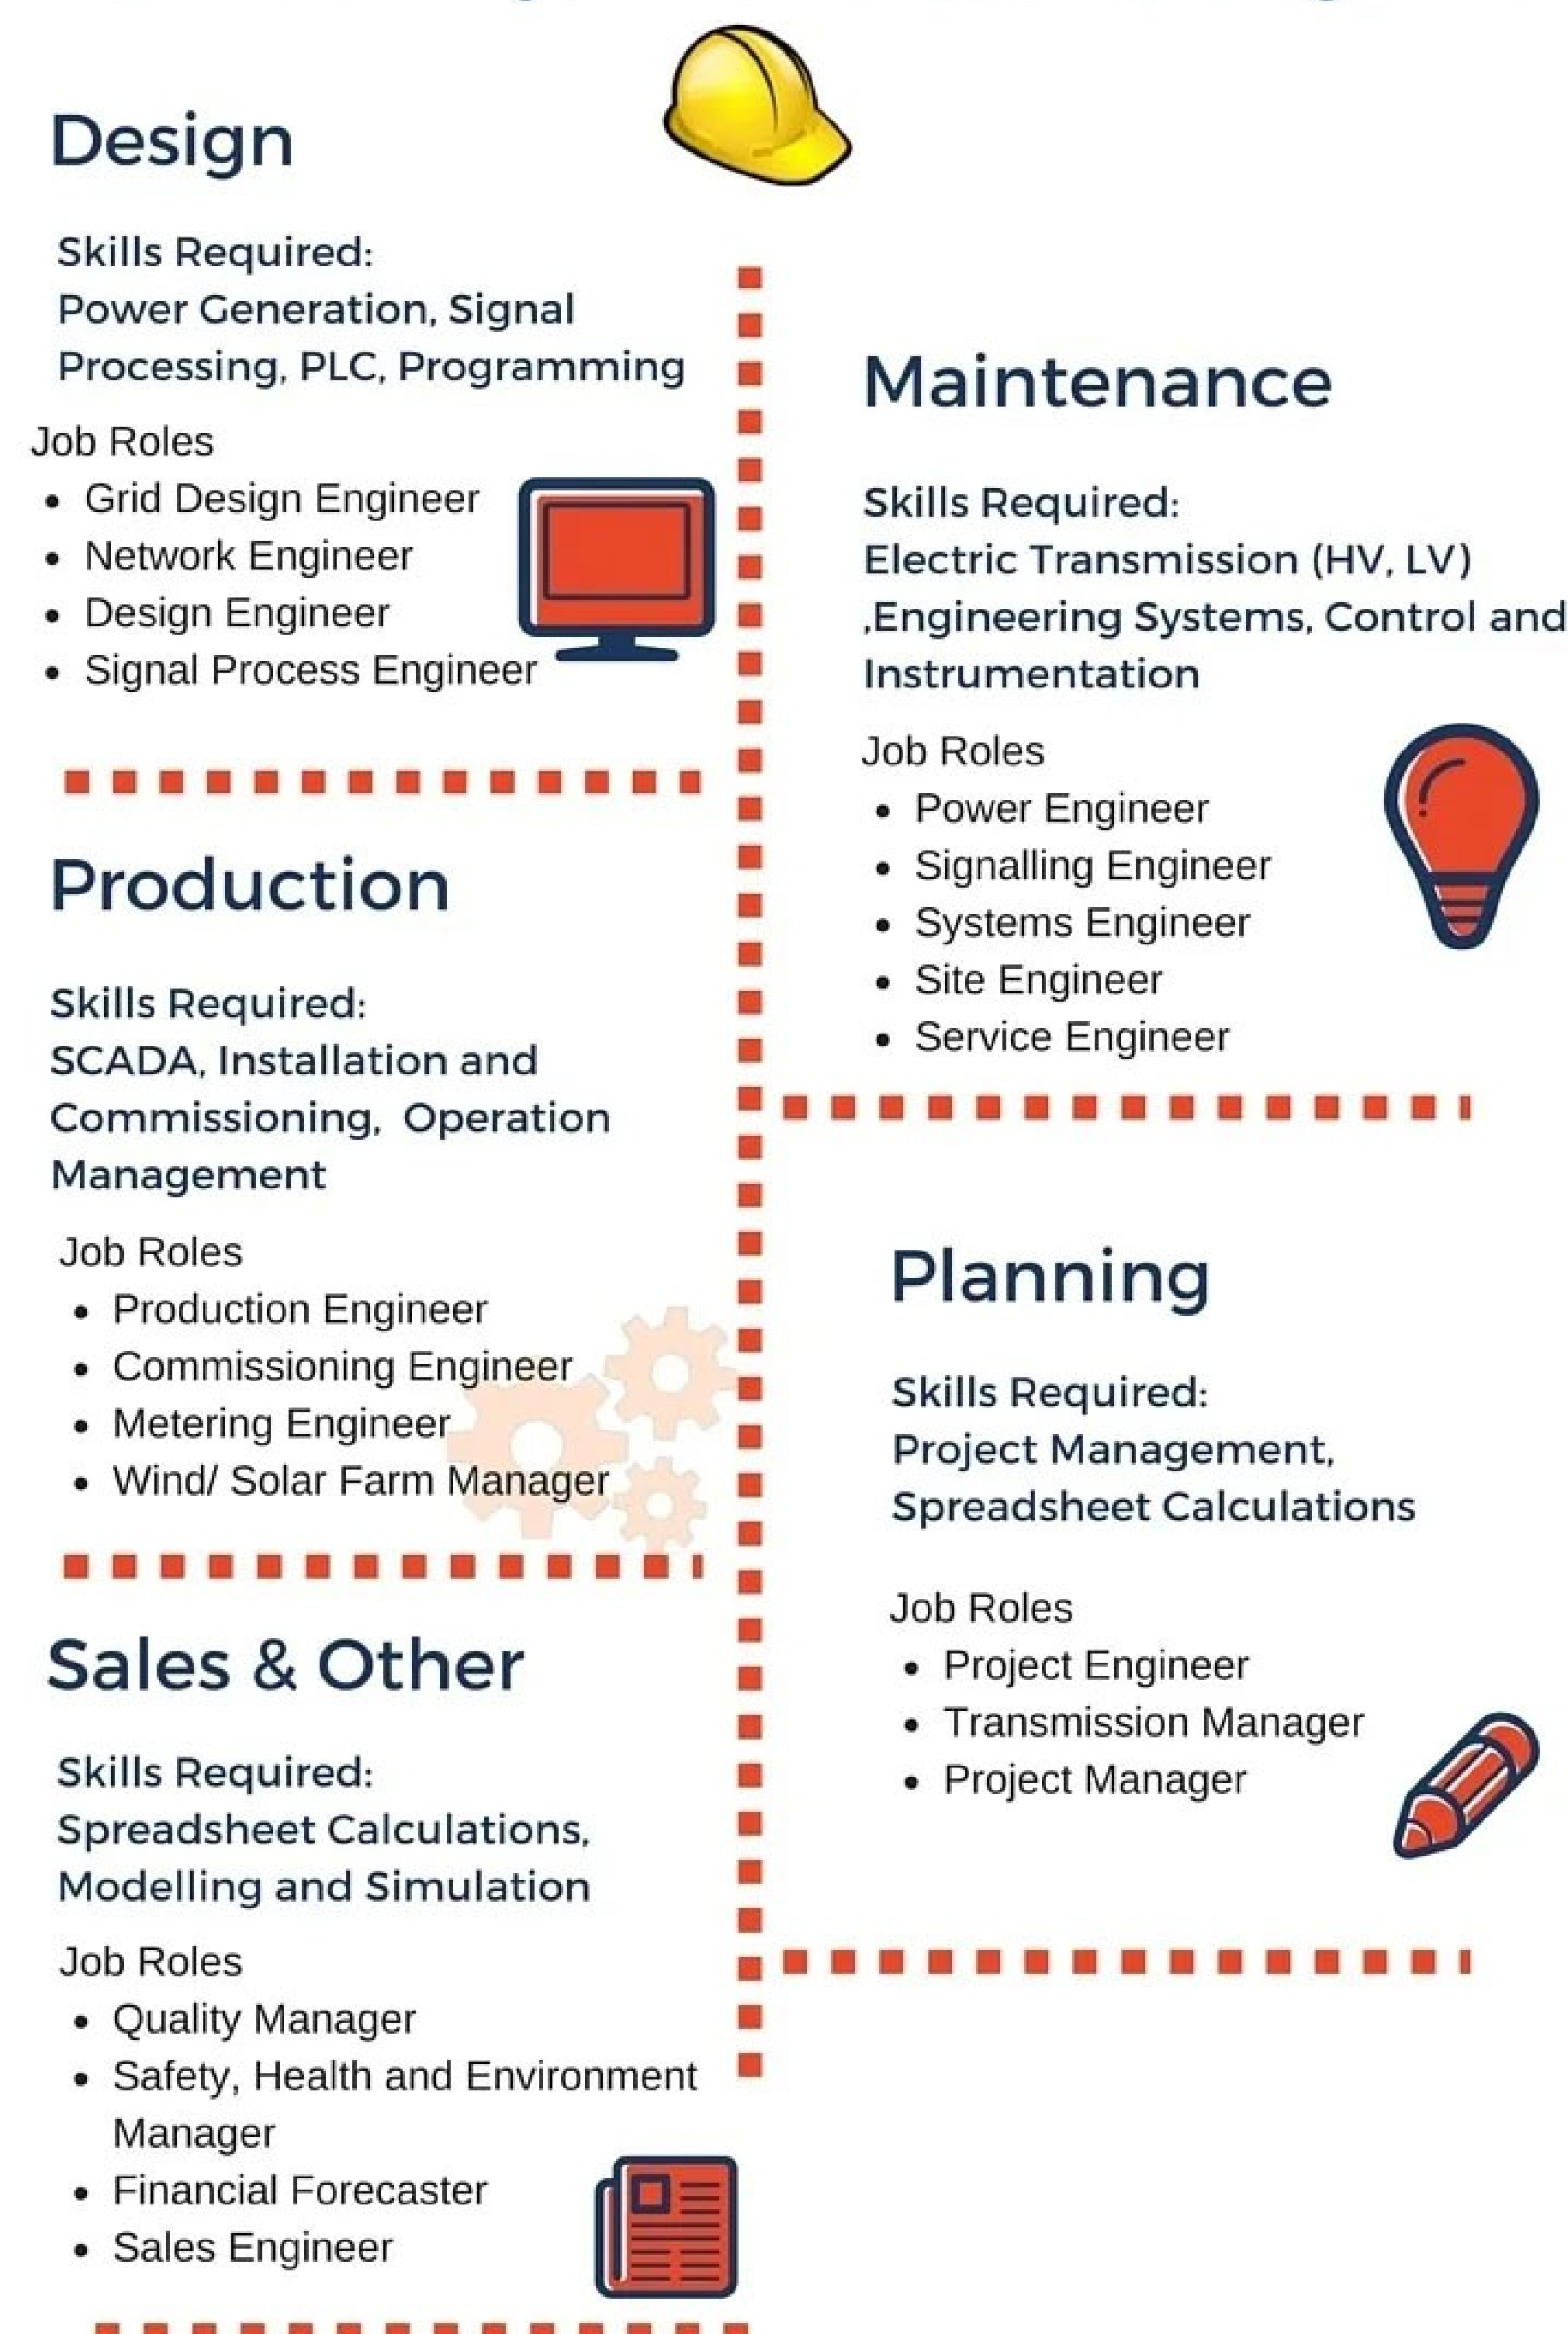 Design
Skills Required:
Power Generation, Signal
Processing, PLC, Programming
Job Roles
• Grid Design Engineer
• Network Engineer
• Design Engineer
• Signal Process Engineer
Maintenance
Skills Required:
Electric Transmission (HV, LV)
,Engineering Systems, Control and
Instrumentation
Job Roles
• Power Engineer
• Signalling Engineer
• Systems Engineer
• Site Engineer
• Service Engineer
Production
Skills Required:
SCADA, Installation and
Commissioning,  Operation
Management
Job Roles
• Production Engineer
• Commissioning Engineer
• Metering Engineer
• Wind/ Solar Farm Manager
Planning
Skills Required:
Project Management,
Spreadsheet Calculations
Job Roles
• Project Engineer
• Transmission Manager
• Project Manager
Sales & Other
Skills Required:
Spreadsheet Calculations,
Modelling and Simulation
Job Roles
• Quality Manager
• Safety, Health and Environment
Manager
• Financial Forecaster
• Sales Engineer